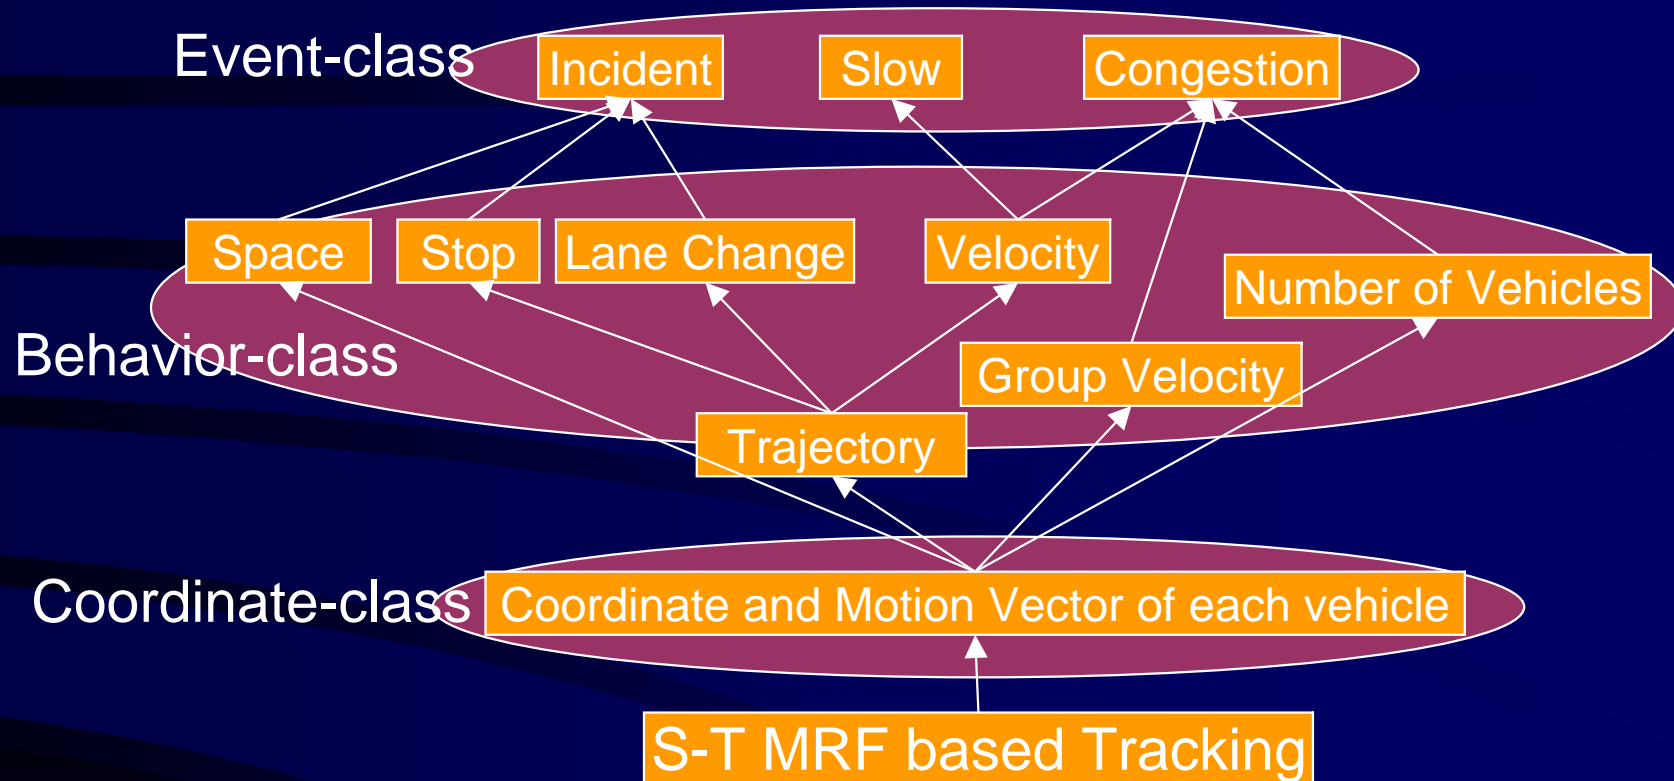 Event-class
Incident
Slow
Congestion
Space
Stop
Lane Change
Velocity
Number of Vehicles
Behavior-class
Group Velocity
Trajectory
Coordinate-class
Coordinate and Motion Vector of each vehicle
S-T MRF based Tracking